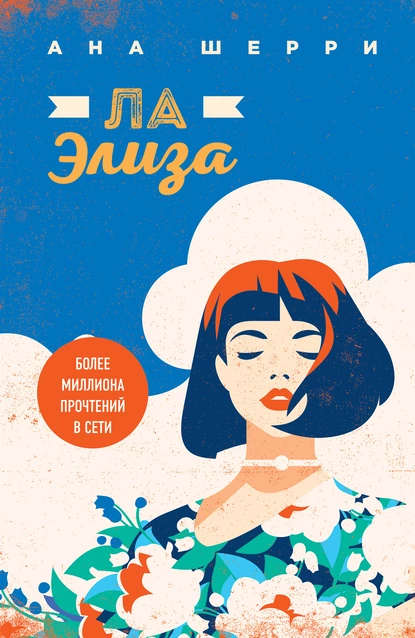 АНА ШЕРРИ
ЛА
Элиза
БОЛЕЕ
МИЛЛИОНА
ПРОЧТЕНИЙ
В СЕТИ